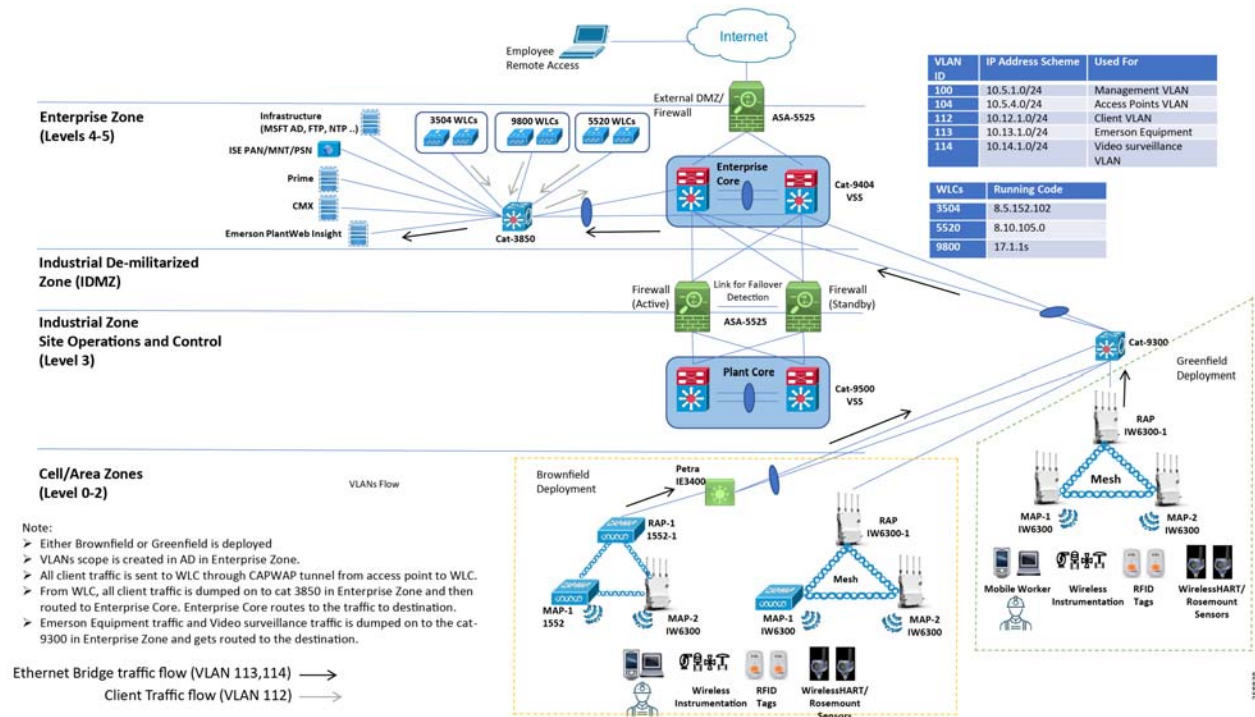 Employee
Remote Access
Internet
External DMZ/
Firewall
ASA-5525
VLAN ID
IP Address Scheme
Used For
100 10.5.1.0/24 Management VLAN
104 10.5.4.0/24 Access Points VLAN
112 10.12.1.0/24 Client VLAN
113 10.13.1.0/24 Emerson Equipment
114 10.14.1.0/24 Video surveillance
VLAN
WLCs Running Code
3504 8.5.152.102
5520 8.10.105.0
9800 17.1.1s
Enterprise Zone
(Levels 4-5)
Infrastructure
(MSFT AD, FTP, NTP ..)
ISE PAN/MNT/PSN
Prime
CMX
Emerson PlantWeb Insight
3504 WLCs
9800 WLCs
5520 WLCs
Cat-3850
Enterprise
Core
Cat-9404
VSS
Industrial De-militarized
Zone (IDMZ)
Firewall
(Active)
Link for Failover
Detection
Firewall
(Standby)
ASA-5525
Industrial Zone
Site Operations and Control
(Level 3)
Plant Core
Cat-9500
VSS
Cat-9300
Greenfield
Deployment
RAP
IW6300-1
Mesh
MAP-1
IW6300
MAP-2
IW6300
Mobile Worker
Wireless
Instrumentation
RFID
Tags
WirelessHART/
Rosemount
Sensors
Cell/Area Zones
(Level 0-2)
VLANs Flow
Brownfield
Deployment
Petra
IE3400
CAPWAP
RAP-1
1552-1
CAPWAP
MAP-1
1552
MAP-2
IW6300
RAP
IW6300-1
Mesh
MAP-1
IW6300
MAP-2
IW6300
Wireless
Instrumentation
RFID
Tags
WirelessHART/
Rosemount
Sensors
Note:
➢ Either Brownfield or Greenfield is deployed
➢ VLANs scope is created in AD in Enterprise Zone.
➢ All client traffic is sent to WLC through CAPWAP tunnel from access point to WLC.
➢ From WLC, all client traffic is dumped on to cat 3850 in Enterprise Zone and then
routed to Enterprise Core. Enterprise Core routes to the traffic to destination.
➢ Emerson Equipment traffic and Video surveillance traffic is dumped on to the cat-
9300 in Enterprise Zone and gets routed to the destination.
Ethernet Bridge traffic flow (VLAN 113,114)
Client Traffic flow (VLAN 112)